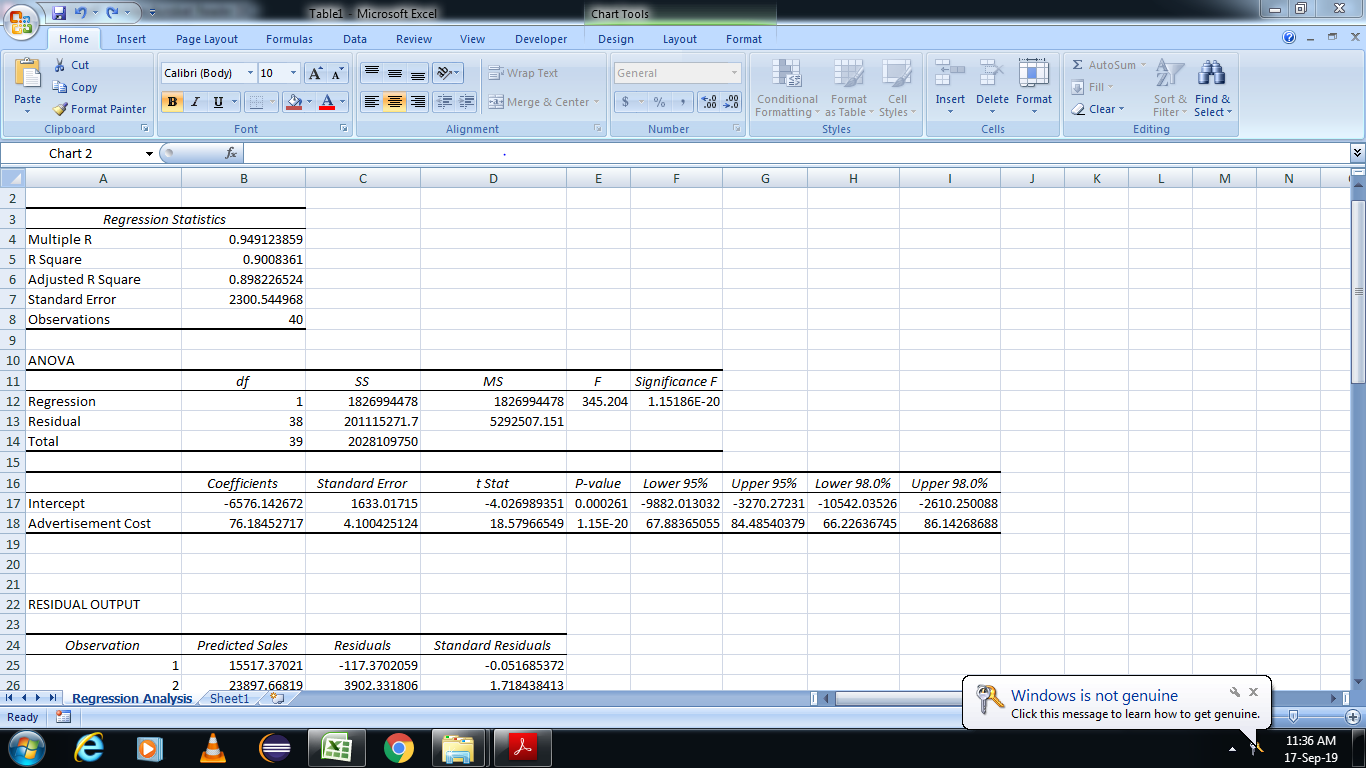 Table1 - Microsoft Excel
Chart Tools
Home Insert Page Layout Formulas Data Review View Developer Design Layout Format
Paste
Cut
Copy
Format Painter
Clipboard
Calibri (Body) 10 A A
B I U A
Font
Wrap Text
Merge & Center
Alignment
General
$ % , .00 .00
Number
Conditional Formatting
Format as Table
Cell Styles
Styles
Insert Delete Format
Cells
Σ AutoSum
Fill
Clear
Sort & Filter
Find & Select
Editing
Chart 2 fx
A B C D E F G H I J K L M N
2
3 Regression Statistics
4 Multiple R 0.949123859
5 R Square 0.9008361
6 Adjusted R Square 0.898226524
7 Standard Error 2300.544968
8 Observations 40
9
10 ANOVA
11 df SS MS F Significance F
12 Regression 1 1826994478 1826994478 345.204 1.15186E-20
13 Residual 38 201115271.7 5292507.151
14 Total 39 2028109750
15
16 Coefficients Standard Error t Stat P-value Lower 95% Upper 95% Lower 98.0% Upper 98.0%
17 Intercept -6576.142672 1633.01715 -4.026989351 0.000261 -9882.013032 -3270.27231 -10542.03526 -2610.250088
18 Advertisement Cost 76.18452717 4.100425124 18.57966549 1.15E-20 67.88365055 84.48540379 66.22636745 86.14268688
19
20
21
22 RESIDUAL OUTPUT
23
24 Observation Predicted Sales Residuals Standard Residuals
25 1 15517.37021 -117.3702059 -0.051685372
26 2 23897.66819 3902.331806 1.718438413
Regression Analysis Sheet1
Ready
Windows is not genuine
Click this message to learn how to get genuine.
11:36 AM
17-Sep-19